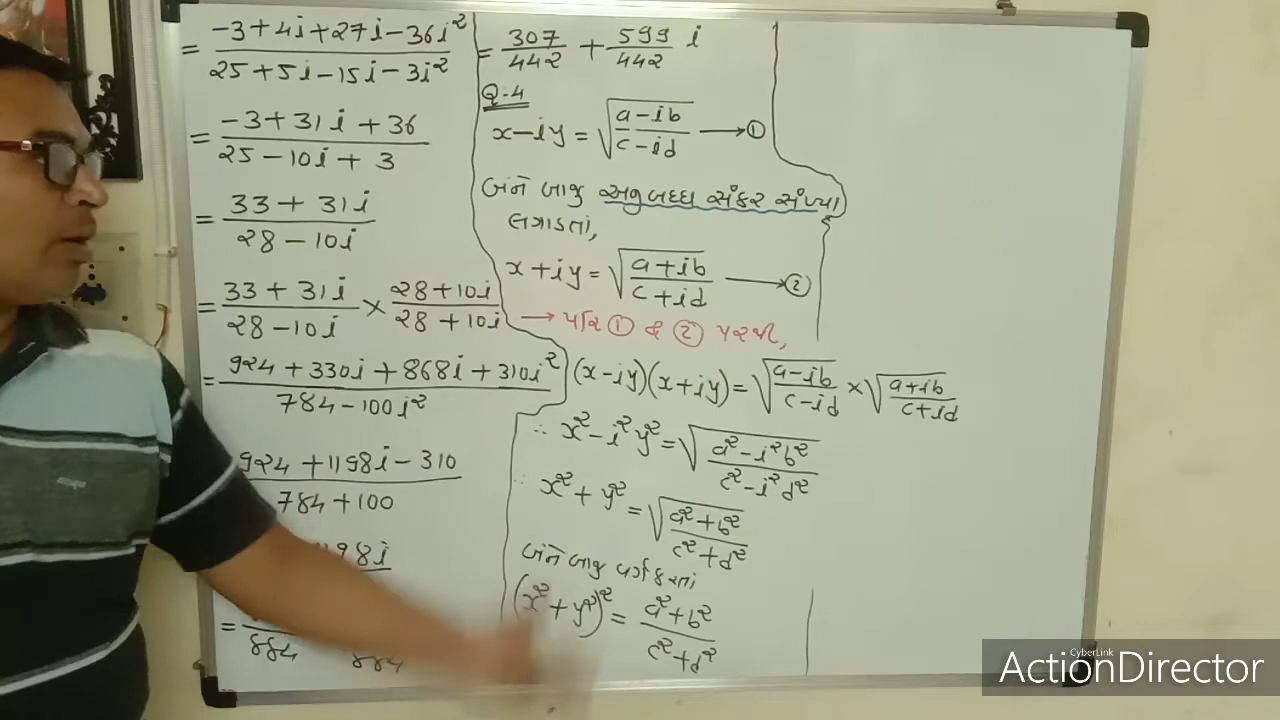 = (-3+4i+27i-36i²)/(25+5i-15i-3i²)
= (-3+31i+36)/(25-10i+3)
= (33+31i)/(28-10i)
= (33+31i)/(28-10i) × (28+10i)/(28+10i)
= (924+330i+868i+310i²)/(784-100i²)
(924+1198i-310)/(784+100)
98i
= 884 884
= 307/442 + 599/442 i
Q-4
x-iy = √((a-ib)/(c-id)) → ①
બંને બાજુ અનુબધ્ધ સંકર સંખ્યા
લગાડતાં,
x+iy = √((a+ib)/(c+id)) → ②
→ પરિ ① & ② પરથી,
(x-iy)(x+iy) = √((a-ib)/(c-id)) × √((a+ib)/(c+id))
∴ x²-i²y² = √((a²-i²b²)/(c²-i²d²))
∴ x²+y² = √((a²+b²)/(c²+d²))
બંને બાજુ વર્ગ કરતાં
(x²+y²)² = (a²+b²)/(c²+d²)
CyberLink
ActionDirector